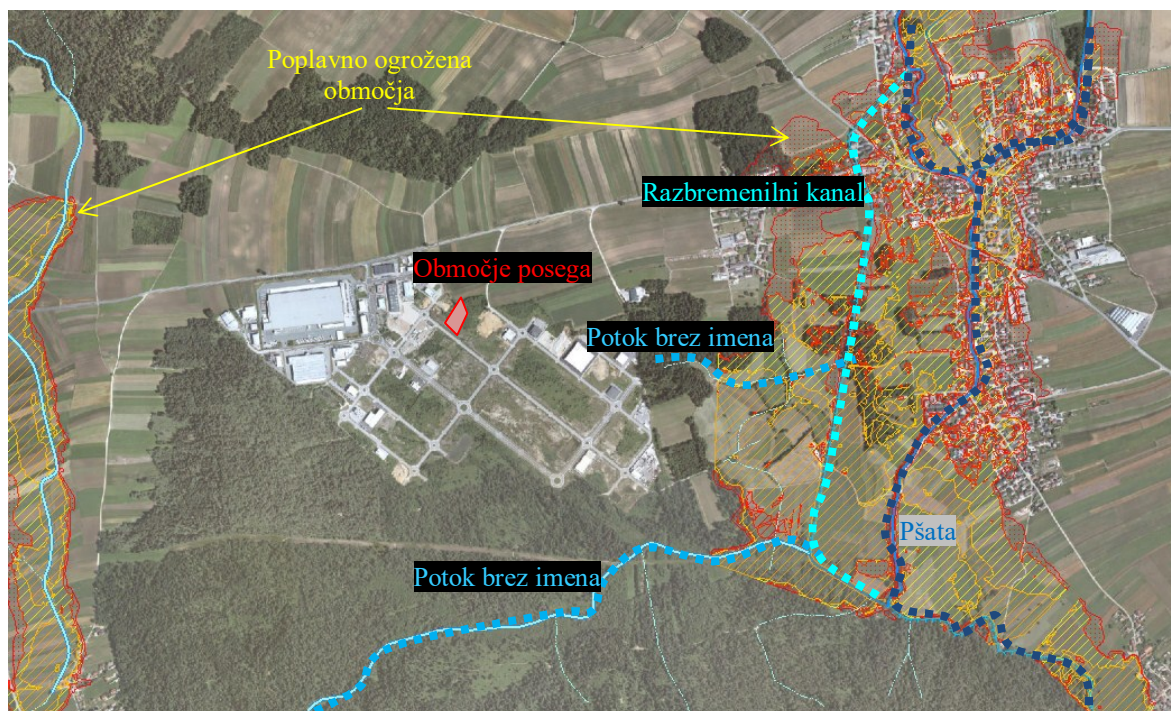 Poplavno ogrožena
območja
Razbremenilni kanal
Območje posega
Potok brez imena
Pšata
Potok brez imena